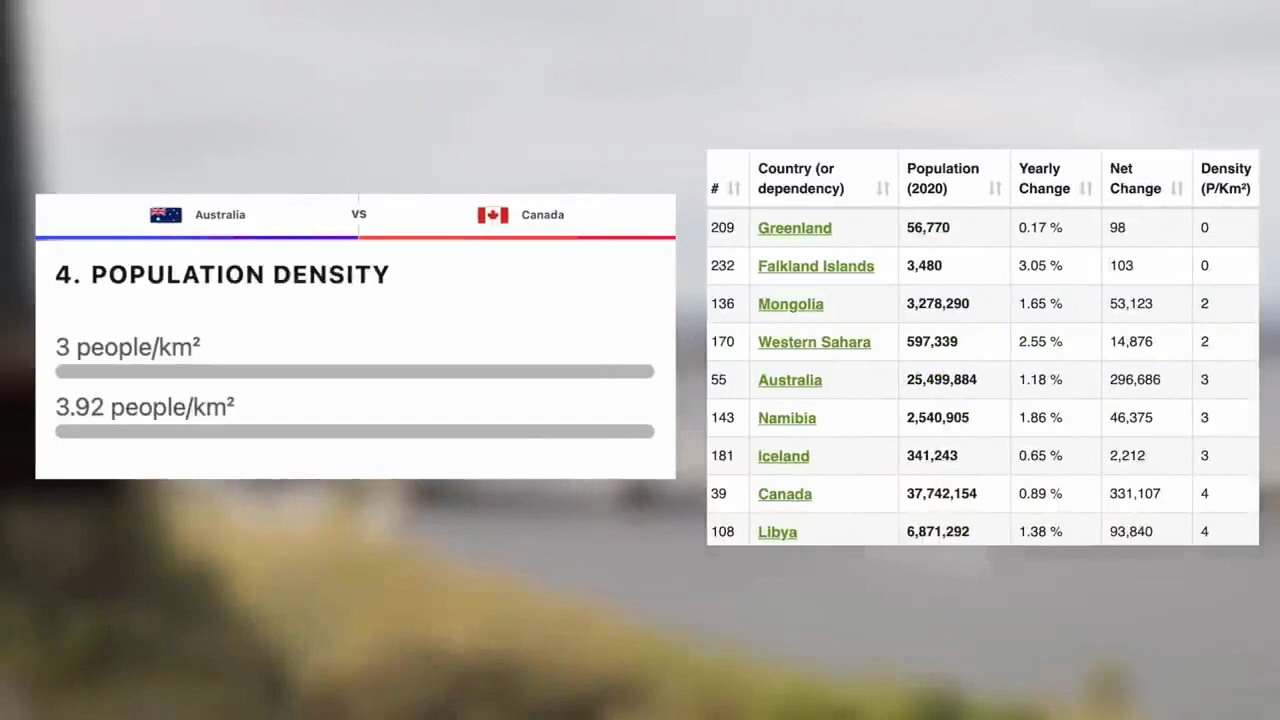 Australia vs Canada
4. POPULATION DENSITY
3 people/km²
3.92 people/km²
# Country (or dependency) Population (2020) Yearly Change Net Change Density (P/Km²)
209 Greenland 56,770 0.17 % 98 0
232 Falkland Islands 3,480 3.05 % 103 0
136 Mongolia 3,278,290 1.65 % 53,123 2
170 Western Sahara 597,339 2.55 % 14,876 2
55 Australia 25,499,884 1.18 % 296,686 3
143 Namibia 2,540,905 1.86 % 46,375 3
181 Iceland 341,243 0.65 % 2,212 3
39 Canada 37,742,154 0.89 % 331,107 4
108 Libya 6,871,292 1.38 % 93,840 4